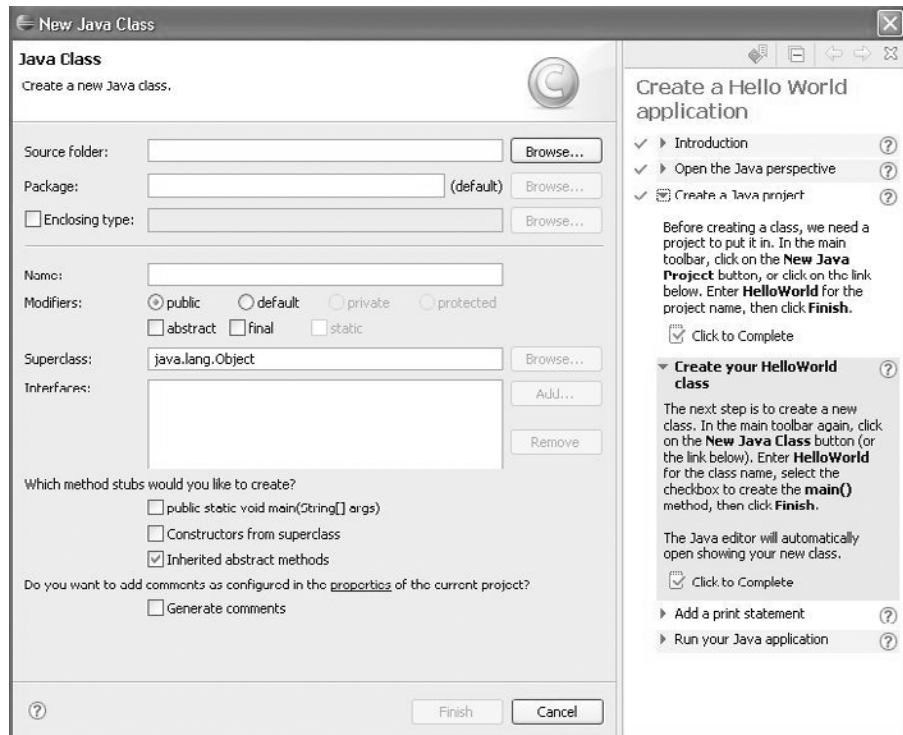 New Java Class
Java Class
Create a new Java class.
Source folder:
Browse...
Package:
(default)
Browse...
Enclosing type:
Browse...
Name:
Modifiers:
public
default
private
protected
abstract
final
static
Superclass:
java.lang.Object
Browse...
Interfaces:
Add...
Remove
Which method stubs would you like to create?
public static void main(String[] args)
Constructors from superclass
Inherited abstract methods
Do you want to add comments as configured in the properties of the current project?
Generate comments
?
Finish
Cancel
Create a Hello World
application
Introduction
?
Open the Java perspective
?
Create a Java project
?
Before creating a class, we need a
project to put it in. In the main
toolbar, click on the New Java
Project button, or click on the link
below. Enter HelloWorld for the
project name, then click Finish.
Click to Complete
Create your HelloWorld
class
?
The next step is to create a new
class. In the main toolbar again, click
on the New Java Class button (or
the link below). Enter HelloWorld
for the class name, select the
checkbox to create the main()
method, then click Finish.
The Java editor will automatically
open showing your new class.
Click to Complete
Add a print statement
?
Run your Java application
?